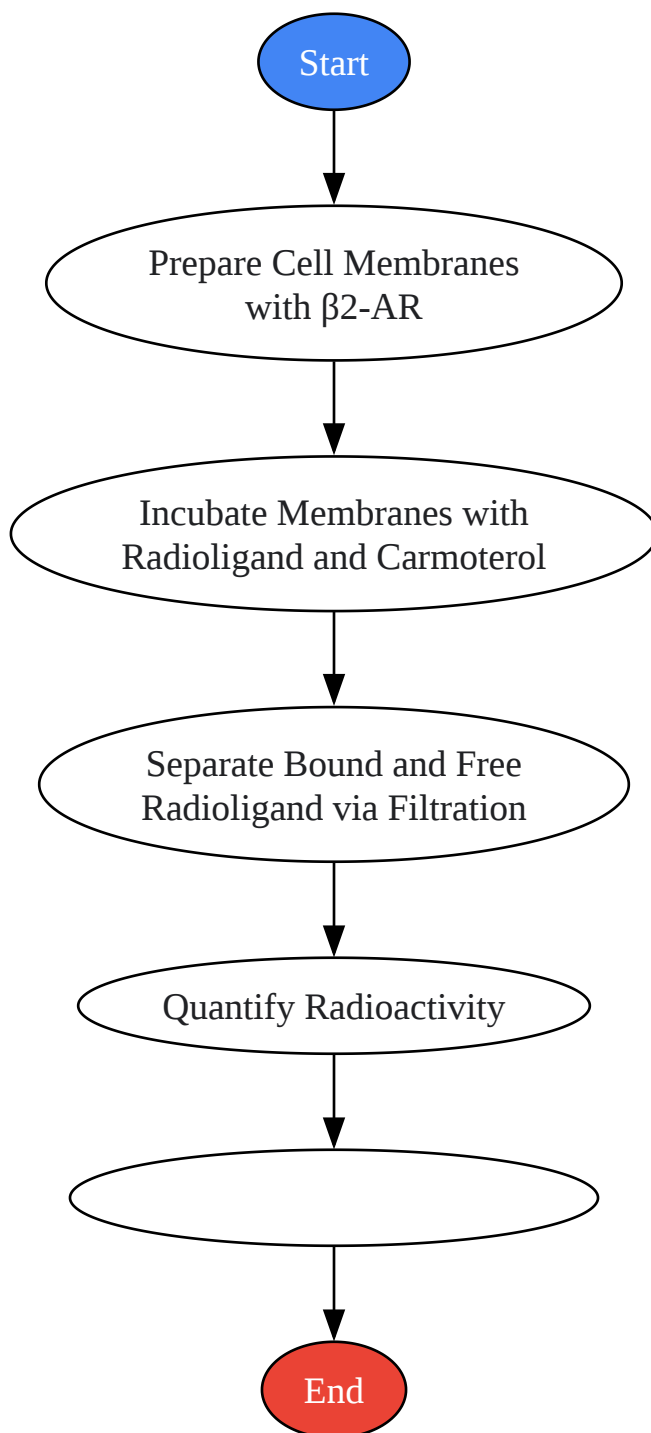 Start
Prepare Cell Membranes
with β2-AR
Incubate Membranes with
Radioligand and Carmoterol
Separate Bound and Free
Radioligand via Filtration
Quantify Radioactivity
End